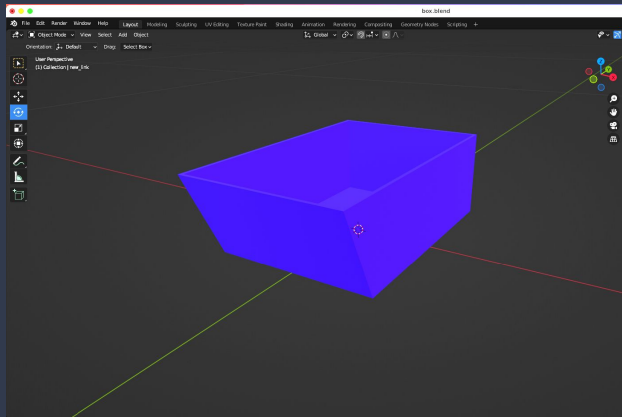 box.blend
File Edit Render Window Help Layout Modeling Sculpting UV Editing Texture Paint Shading Animation Rendering Compositing Geometry Nodes Scripting +
Object Mode View Select Add Object Global
Orientation: Default Drag: Select Box
User Perspective
(1) Collection | new_link